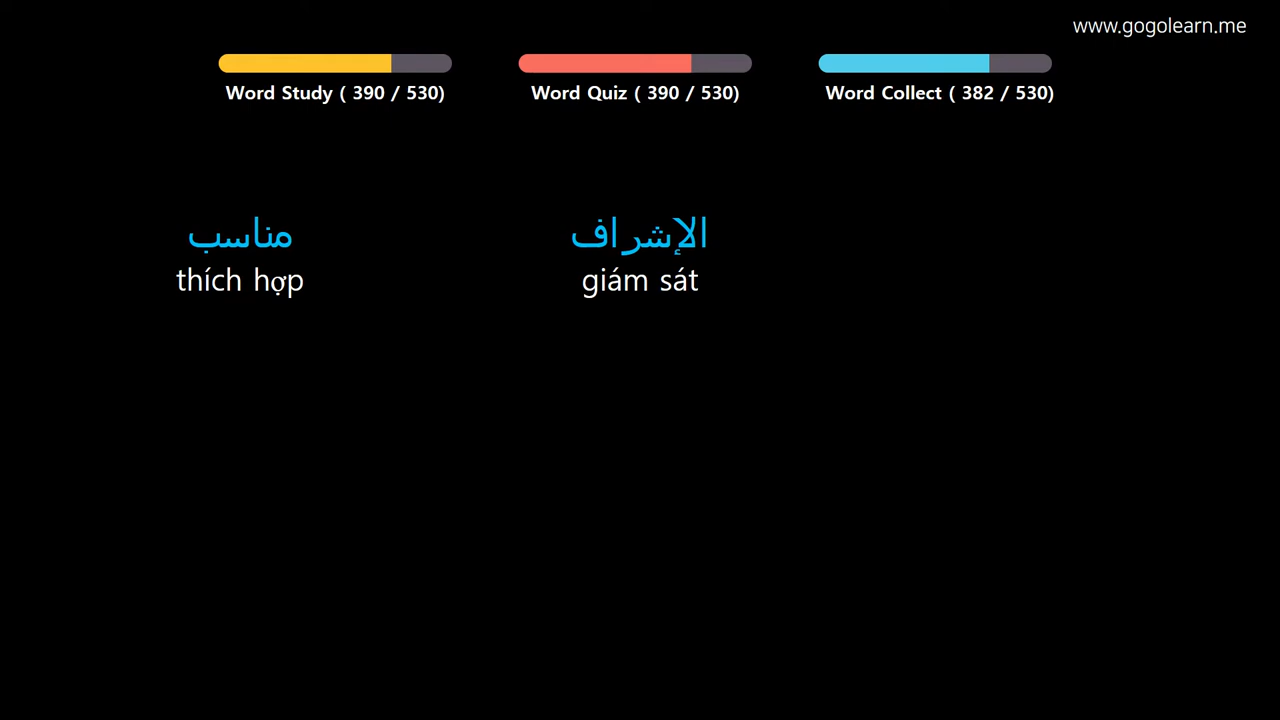 www.gogolearn.me
Word Study ( 390 / 530)
Word Quiz ( 390 / 530)
Word Collect ( 382 / 530)
مناسب
thích hợp
الإشراف
giám sát